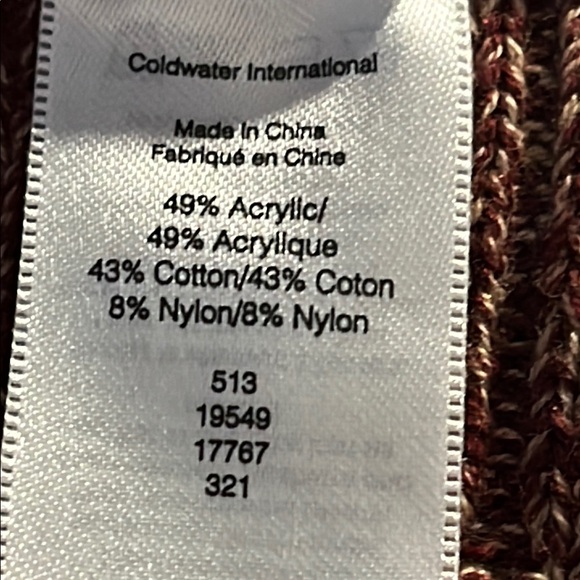 Coldwater International
Made In China
Fabriqué en Chine
49% Acrylic/
49% Acrylique
43% Cotton/43% Coton
8% Nylon/8% Nylon
513
19549
17767
321